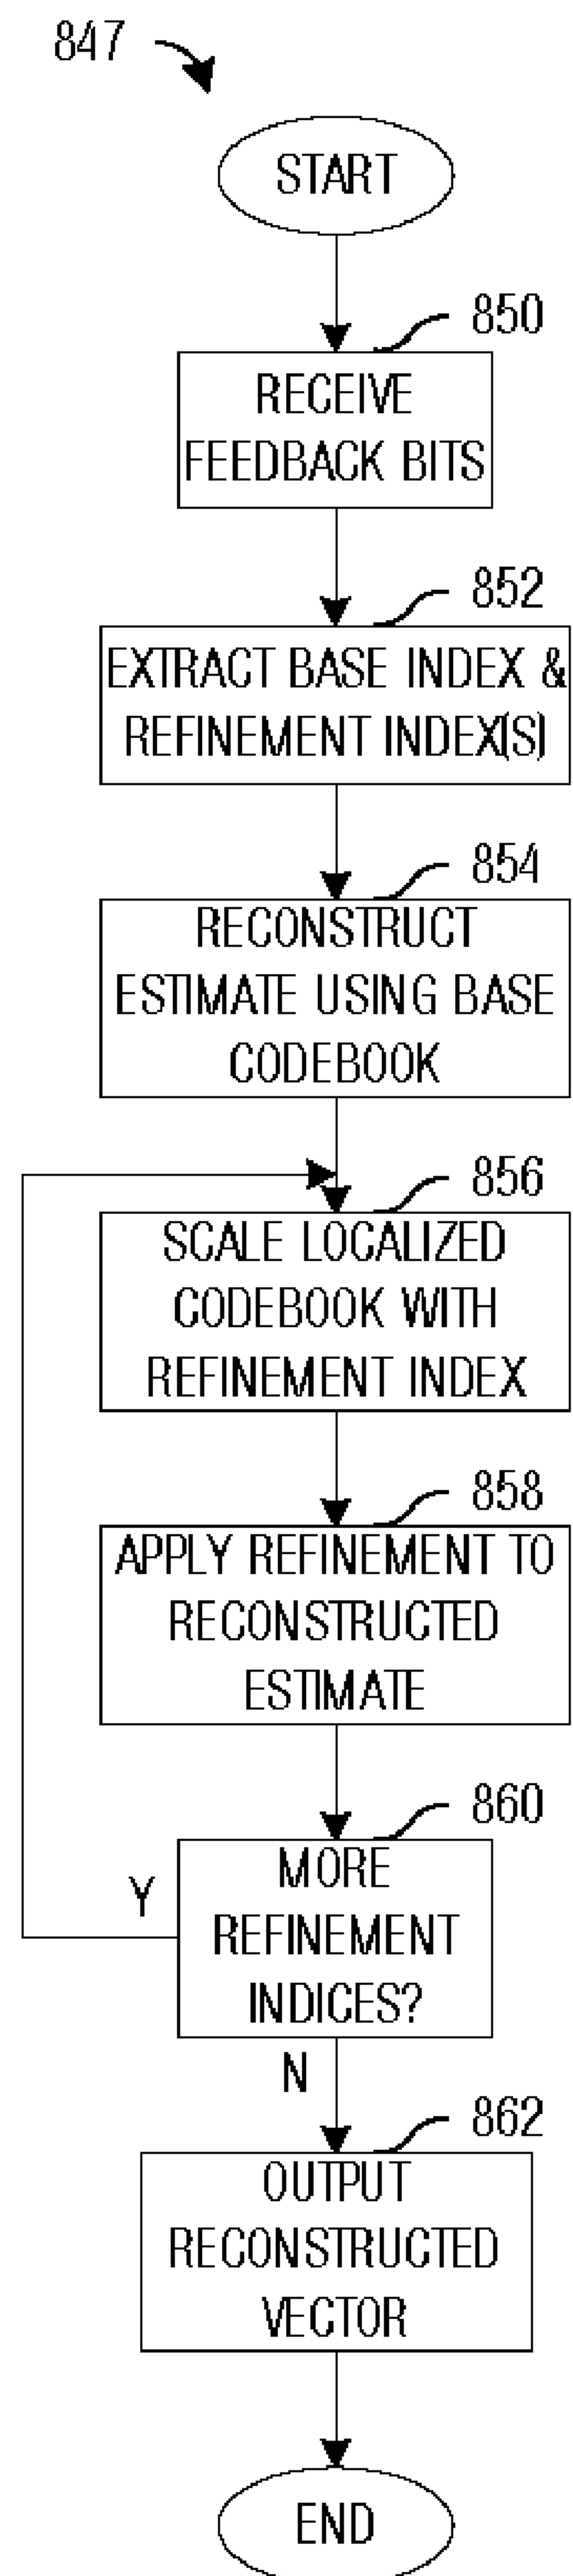 847
START
850
RECEIVE
FEEDBACK BITS
852
EXTRACT BASE INDEX &
REFINEMENT INDEX(S)
854
RECONSTRUCT
ESTIMATE USING BASE
CODEBOOK
856
SCALE LOCALIZED
CODEBOOK WITH
REFINEMENT INDEX
858
APPLY REFINEMENT TO
RECONSTRUCTED
ESTIMATE
860
MORE
REFINEMENT
INDICES?
Y
N
862
OUTPUT
RECONSTRUCTED
VECTOR
END